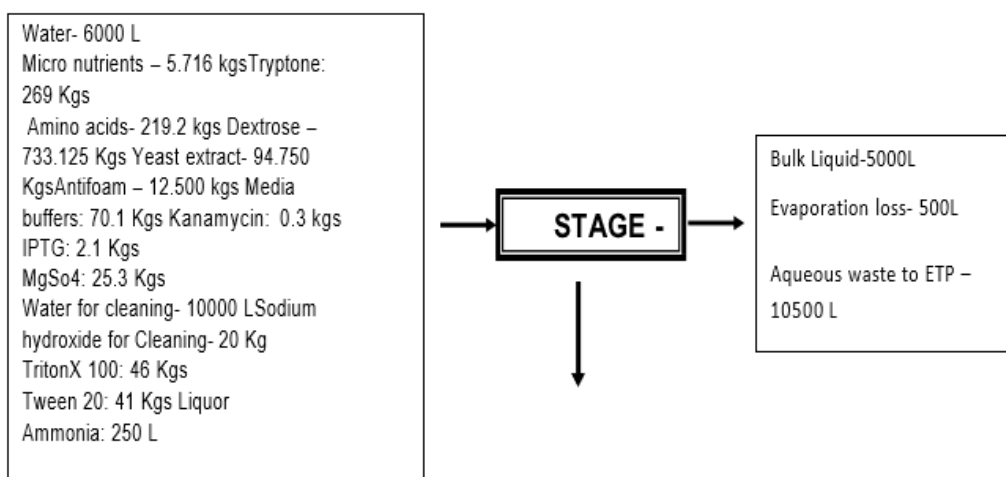 Water- 6000 L
Micro nutrients – 5.716 kgsTryptone:
269 Kgs
Amino acids- 219.2 kgs Dextrose –
733.125 Kgs Yeast extract- 94.750
KgsAntifoam – 12.500 kgs Media
buffers: 70.1 Kgs Kanamycin: 0.3 kgs
IPTG: 2.1 Kgs
MgSo4: 25.3 Kgs
Water for cleaning- 10000 LSodium
hydroxide for Cleaning- 20 Kg
TritonX 100: 46 Kgs
Tween 20: 41 Kgs Liquor
Ammonia: 250 L
STAGE -
Bulk Liquid-5000L
Evaporation loss- 500L
Aqueous waste to ETP –
10500 L